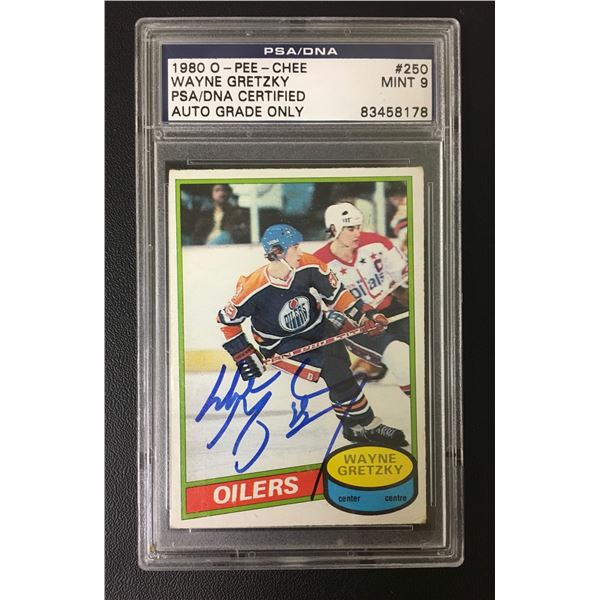 PSA/DNA
1980 O-PEE-CHEE #250
WAYNE GRETZKY MINT 9
PSA/DNA CERTIFIED
AUTO GRADE ONLY 83458178
OILERS
WAYNE
GRETZKY
center centre
OILERS